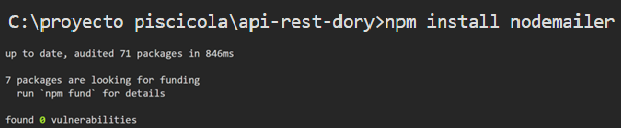 C:\proyecto piscicola\api-rest-dory>npm install nodemailer
up to date, audited 71 packages in 846ms
7 packages are looking for funding
run `npm fund` for details
found 0 vulnerabilities